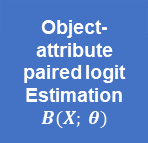 Object-
attribute
paired logit
Estimation
B(X; θ)